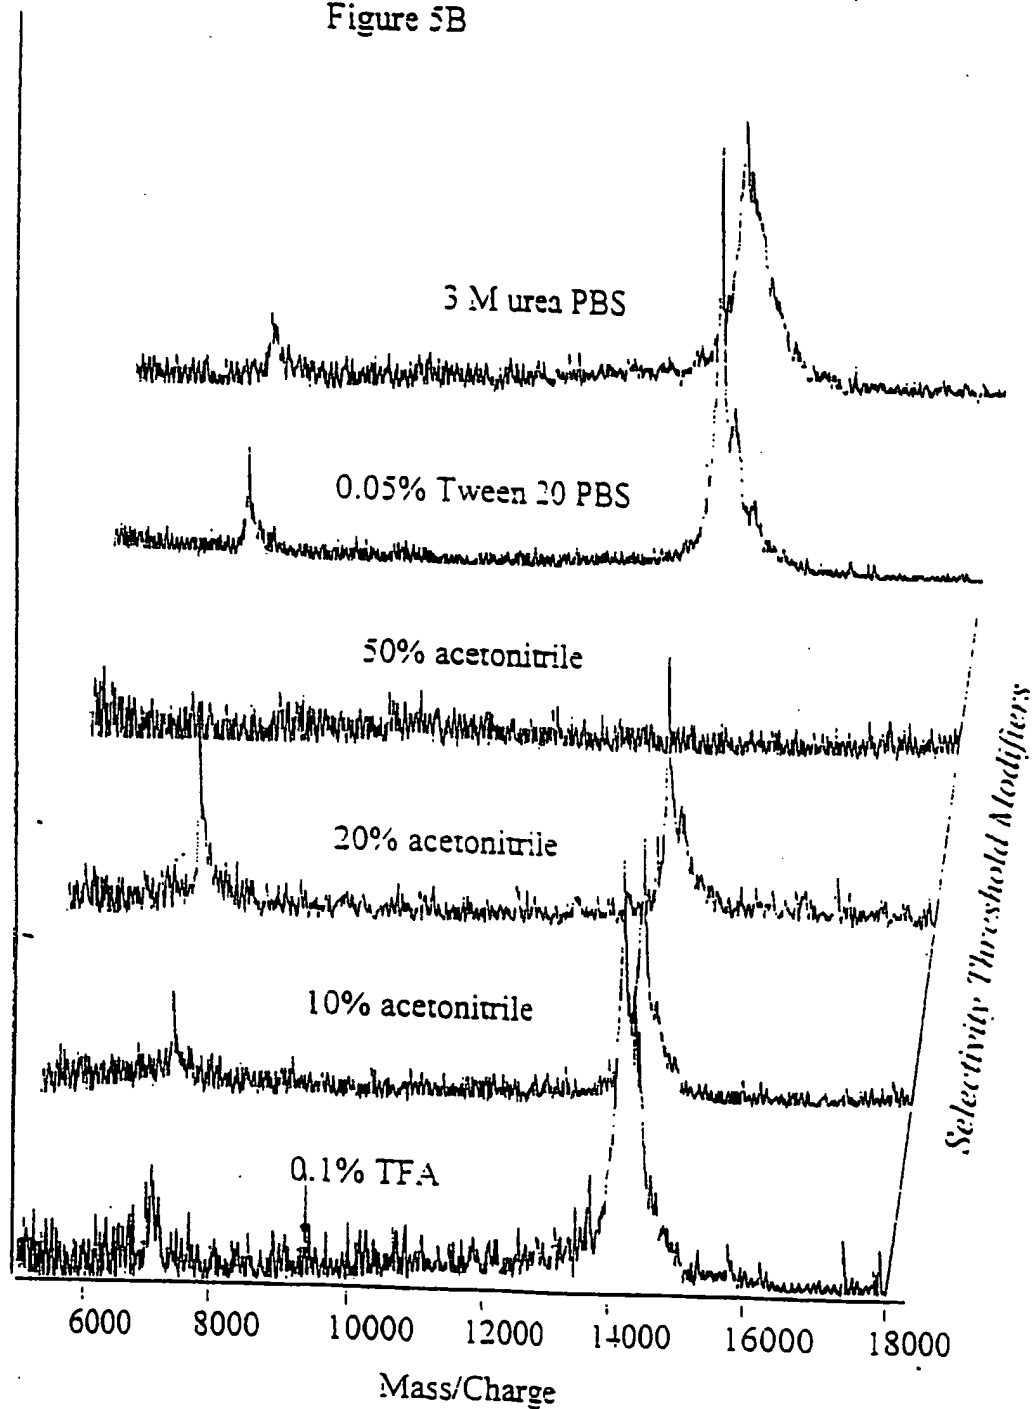 Figure 5B
3 M urea PBS
0.05% Tween 20 PBS
50% acetonitrile
20% acetonitrile
10% acetonitrile
0.1% TFA
Selectivity Threshold Modifiers
6000 8000 10000 12000 14000 16000 18000
Mass/Charge